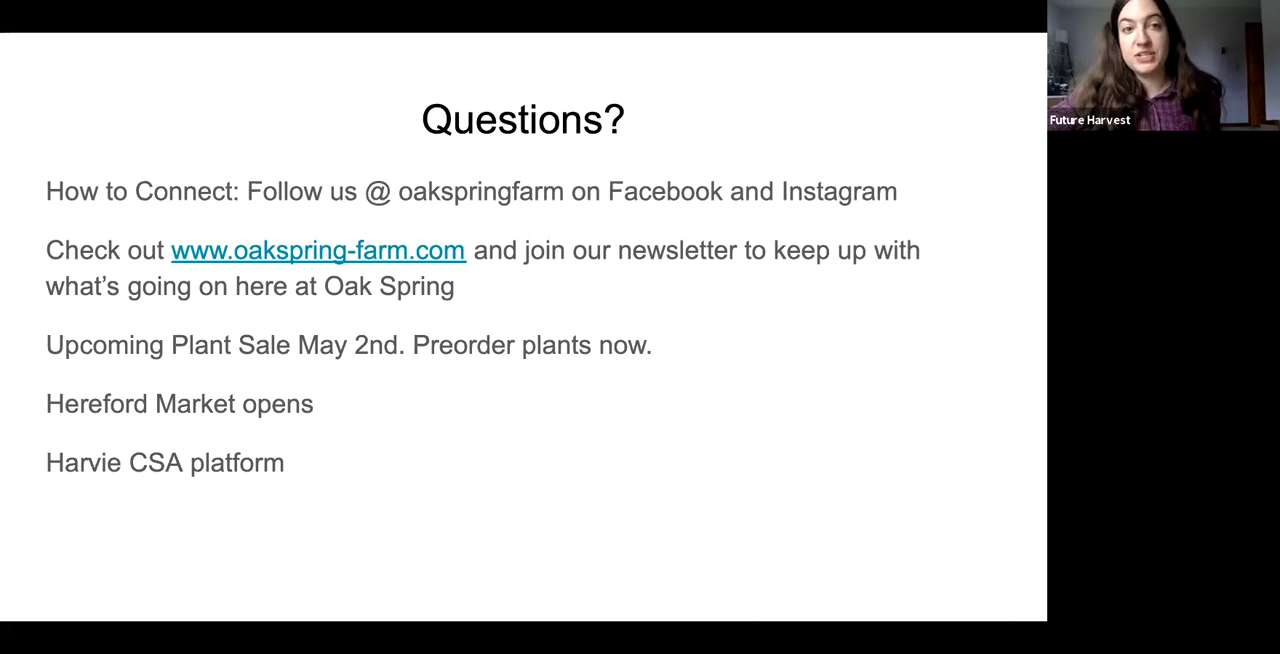 Questions?
How to Connect: Follow us @ oakspringfarm on Facebook and Instagram
Check out www.oakspring-farm.com and join our newsletter to keep up with
what’s going on here at Oak Spring
Upcoming Plant Sale May 2nd. Preorder plants now.
Hereford Market opens
Harvie CSA platform
Future Harvest